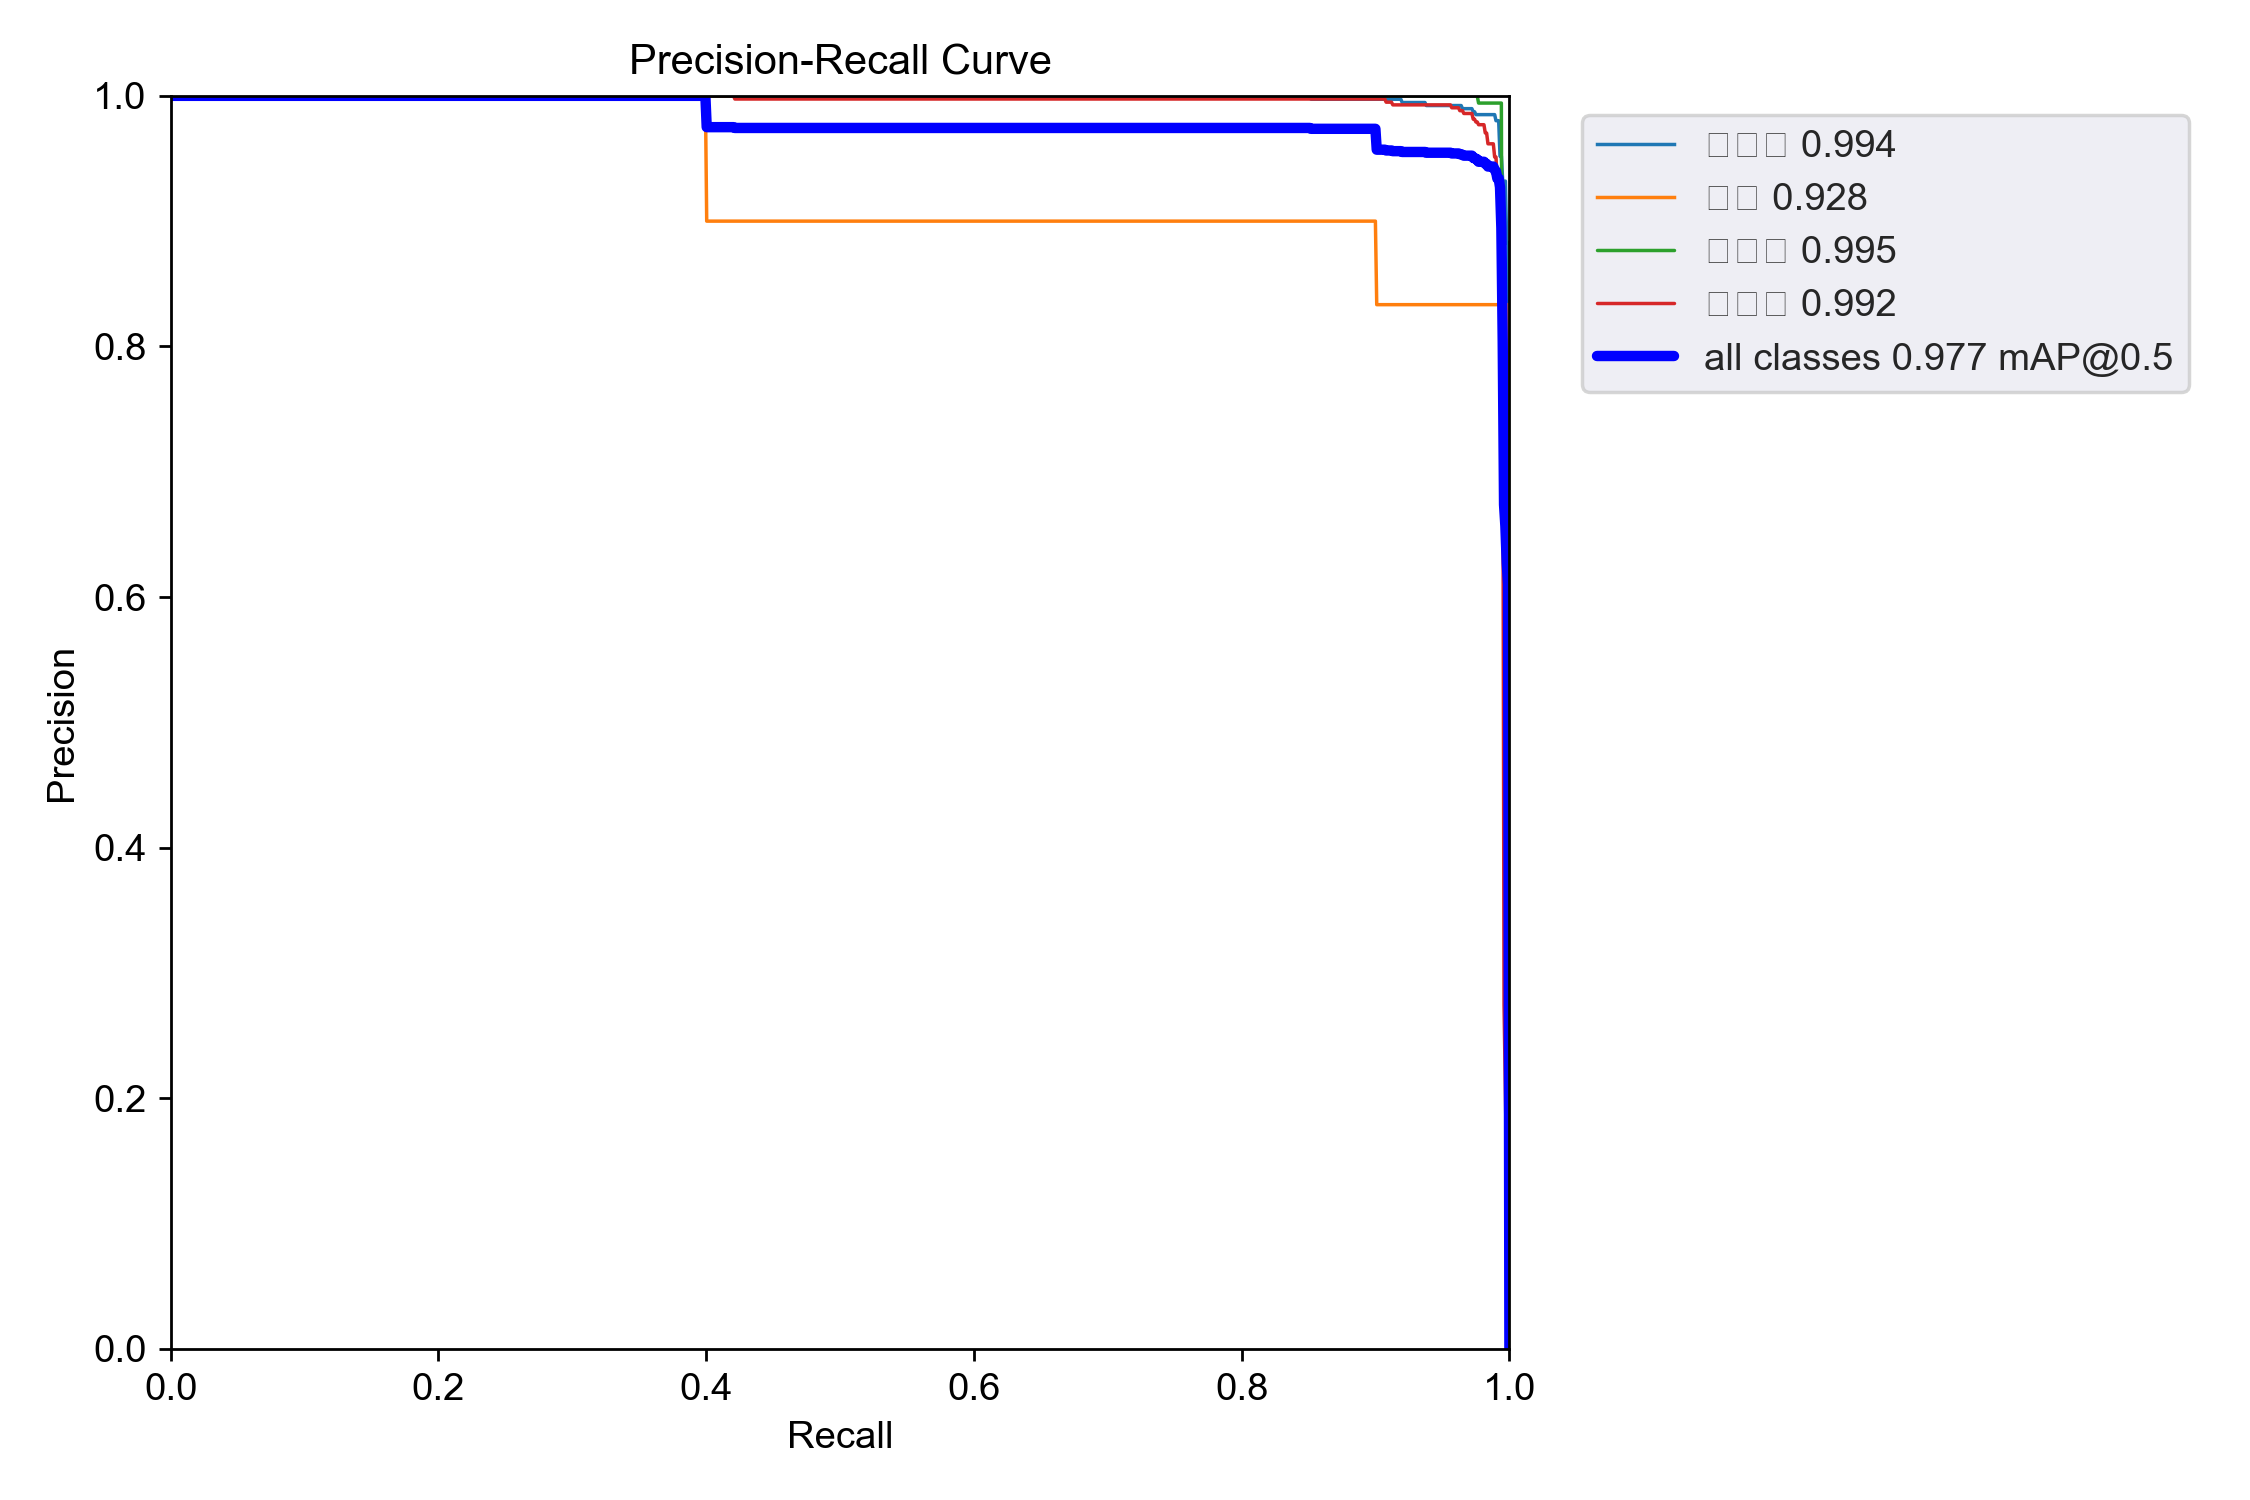 Precision-Recall Curve
1.0
0.8
0.6
0.4
0.2
0.0
Precision
0.0 0.2 0.4 0.6 0.8 1.0
Recall
□□□ 0.994
□□ 0.928
□□□ 0.995
□□□ 0.992
all classes 0.977 mAP@0.5